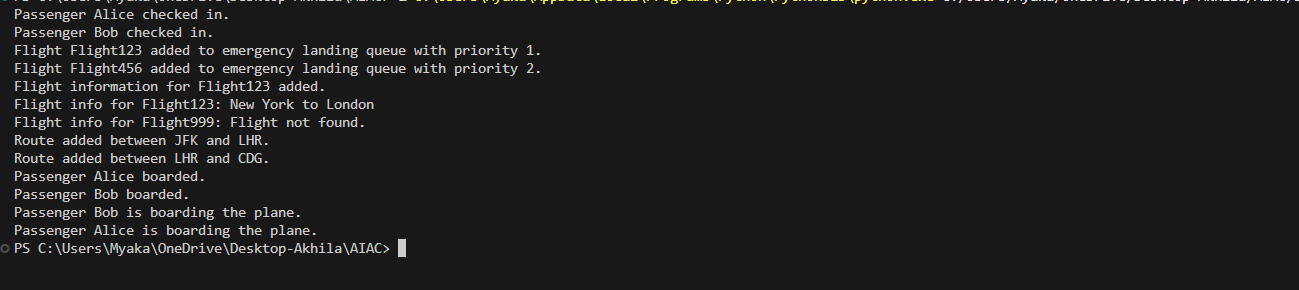 Passenger Alice checked in.
Passenger Bob checked in.
Flight Flight123 added to emergency landing queue with priority 1.
Flight Flight456 added to emergency landing queue with priority 2.
Flight information for Flight123 added.
Flight info for Flight123: New York to London
Flight info for Flight999: Flight not found.
Route added between JFK and LHR.
Route added between LHR and CDG.
Passenger Alice boarded.
Passenger Bob boarded.
Passenger Bob is boarding the plane.
Passenger Alice is boarding the plane.
PS C:\Users\Myaka\OneDrive\Desktop-Akhila\AIAC>